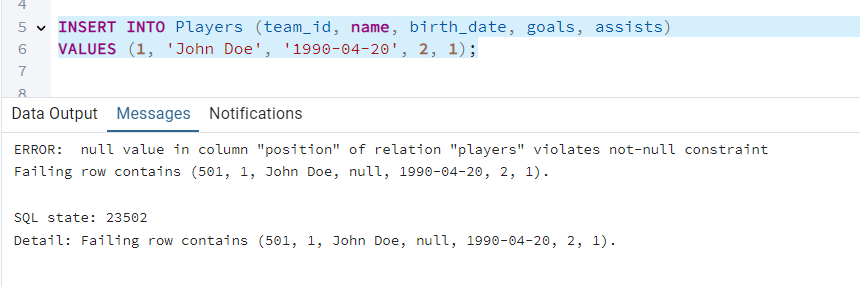 4
5 INSERT INTO Players (team_id, name, birth_date, goals, assists)
6 VALUES (1, 'John Doe', '1990-04-20', 2, 1);
7
8
Data Output Messages Notifications
ERROR:  null value in column "position" of relation "players" violates not-null constraint
Failing row contains (501, 1, John Doe, null, 1990-04-20, 2, 1).
SQL state: 23502
Detail: Failing row contains (501, 1, John Doe, null, 1990-04-20, 2, 1).